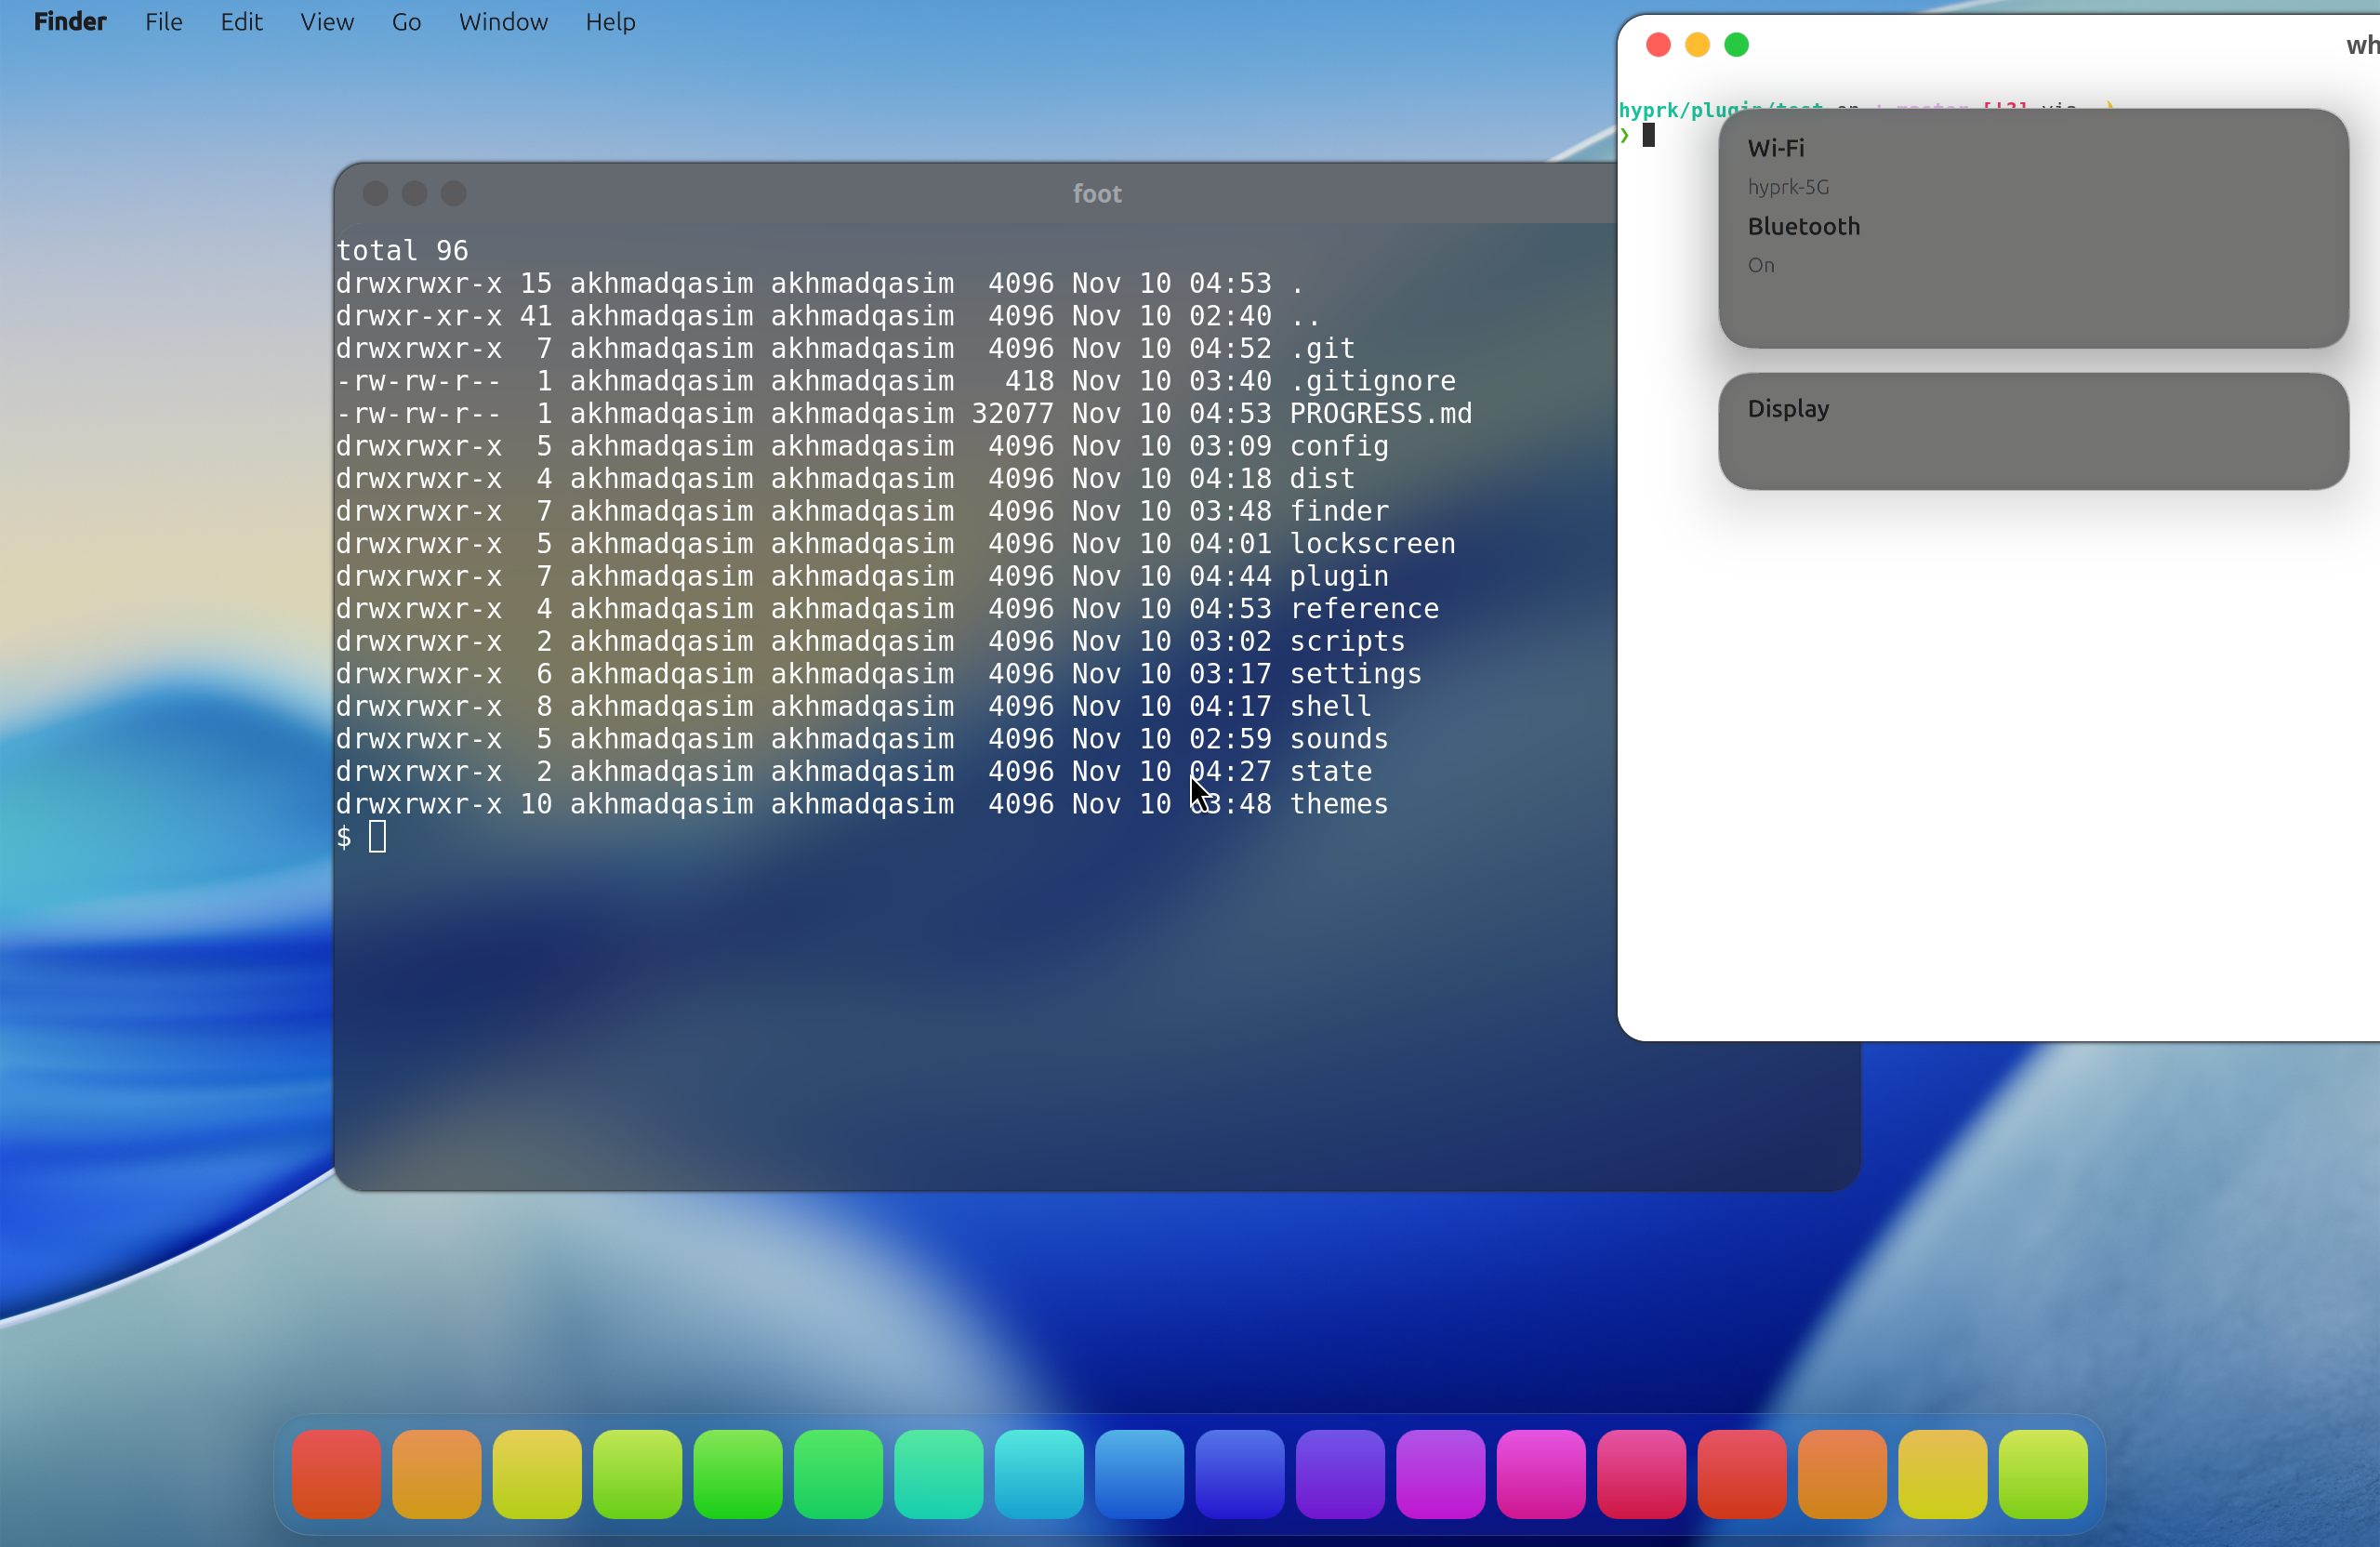 Finder File Edit View Go Window Help
foot
total 96
drwxrwxr-x 15 akhmadqasim akhmadqasim  4096 Nov 10 04:53 .
drwxr-xr-x 41 akhmadqasim akhmadqasim  4096 Nov 10 02:40 ..
drwxrwxr-x  7 akhmadqasim akhmadqasim  4096 Nov 10 04:52 .git
-rw-rw-r--  1 akhmadqasim akhmadqasim   418 Nov 10 03:40 .gitignore
-rw-rw-r--  1 akhmadqasim akhmadqasim 32077 Nov 10 04:53 PROGRESS.md
drwxrwxr-x  5 akhmadqasim akhmadqasim  4096 Nov 10 03:09 config
drwxrwxr-x  4 akhmadqasim akhmadqasim  4096 Nov 10 04:18 dist
drwxrwxr-x  7 akhmadqasim akhmadqasim  4096 Nov 10 03:48 finder
drwxrwxr-x  5 akhmadqasim akhmadqasim  4096 Nov 10 04:01 lockscreen
drwxrwxr-x  7 akhmadqasim akhmadqasim  4096 Nov 10 04:44 plugin
drwxrwxr-x  4 akhmadqasim akhmadqasim  4096 Nov 10 04:53 reference
drwxrwxr-x  2 akhmadqasim akhmadqasim  4096 Nov 10 03:02 scripts
drwxrwxr-x  6 akhmadqasim akhmadqasim  4096 Nov 10 03:17 settings
drwxrwxr-x  8 akhmadqasim akhmadqasim  4096 Nov 10 04:17 shell
drwxrwxr-x  5 akhmadqasim akhmadqasim  4096 Nov 10 02:59 sounds
drwxrwxr-x  2 akhmadqasim akhmadqasim  4096 Nov 10 04:27 state
drwxrwxr-x 10 akhmadqasim akhmadqasim  4096 Nov 10 03:48 themes
$
wh
hyprk/plugin/test on master [!?] via
❯
Wi-Fi
hyprk-5G
Bluetooth
On
Display